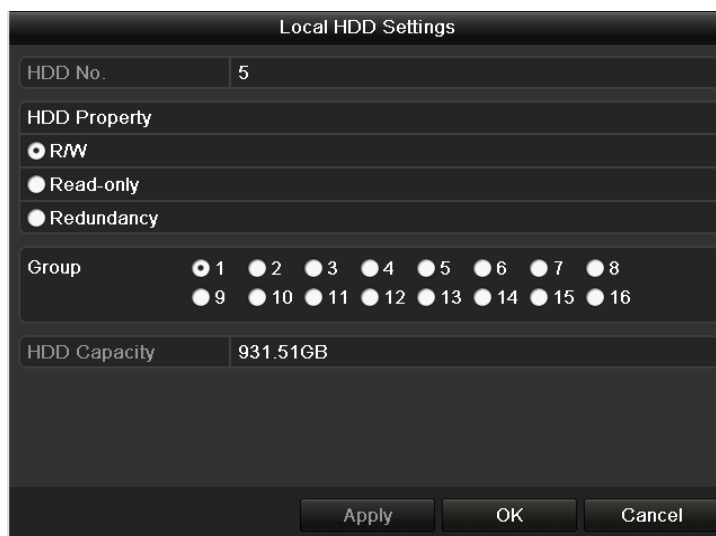 Local HDD Settings
HDD No. 5
HDD Property
R/W
Read-only
Redundancy
Group 1 2 3 4 5 6 7 8
9 10 11 12 13 14 15 16
HDD Capacity 931.51GB
Apply OK Cancel